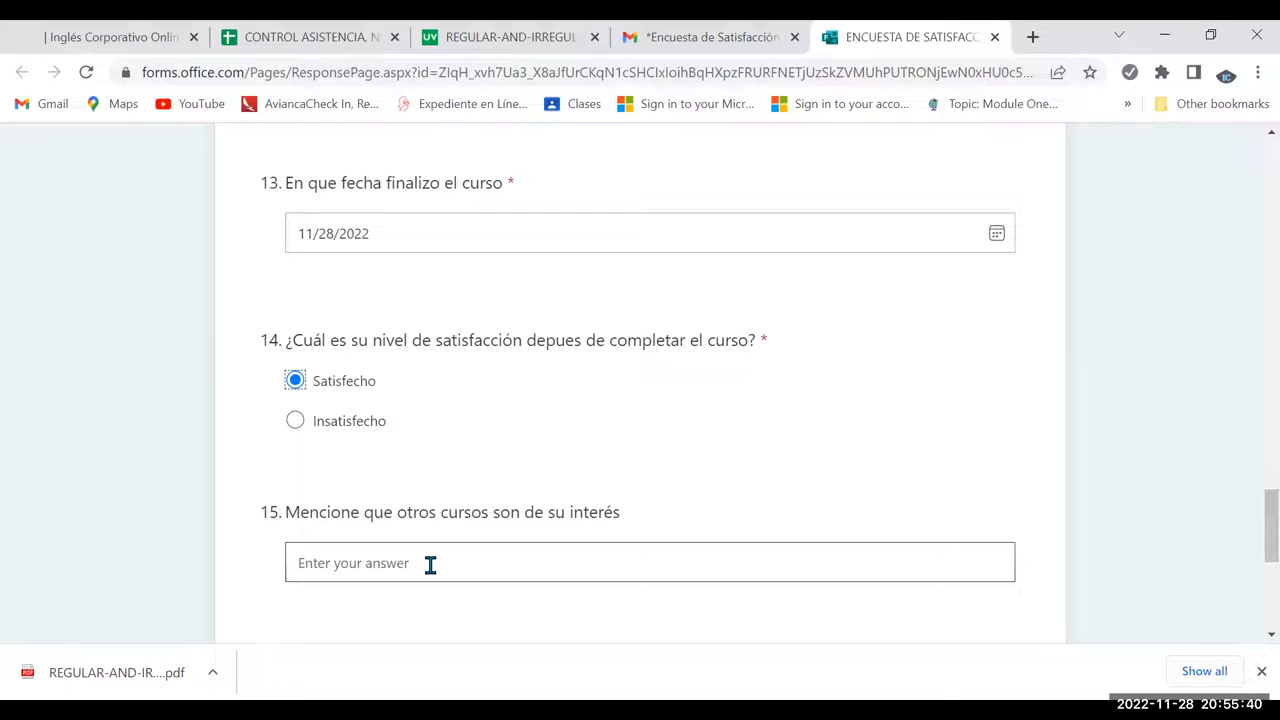 | Inglés Corporativo Onlin
CONTROL ASISTENCIA, N
REGULAR-AND-IRREGUL
*Encuesta de Satisfacción
ENCUESTA DE SATISFACC
forms.office.com/Pages/ResponsePage.aspx?id=ZIqH_xvh7Ua3_X8aJfUrCKqN1cSHCIxIoihBqHXpzFRURFNETjUzSkZVMUhPUTRONjEwN0xHU0c5...
Gmail
Maps
YouTube
AviancaCheck In, Re...
Expediente en Líne...
Clases
Sign in to your Micr...
Sign in to your acco...
Topic: Module One...
»
Other bookmarks
13. En que fecha finalizo el curso *
11/28/2022
14. ¿Cuál es su nivel de satisfacción depues de completar el curso? *
Satisfecho
Insatisfecho
15. Mencione que otros cursos son de su interés
Enter your answer
REGULAR-AND-IR....pdf
Show all
2022-11-28 20:55:40